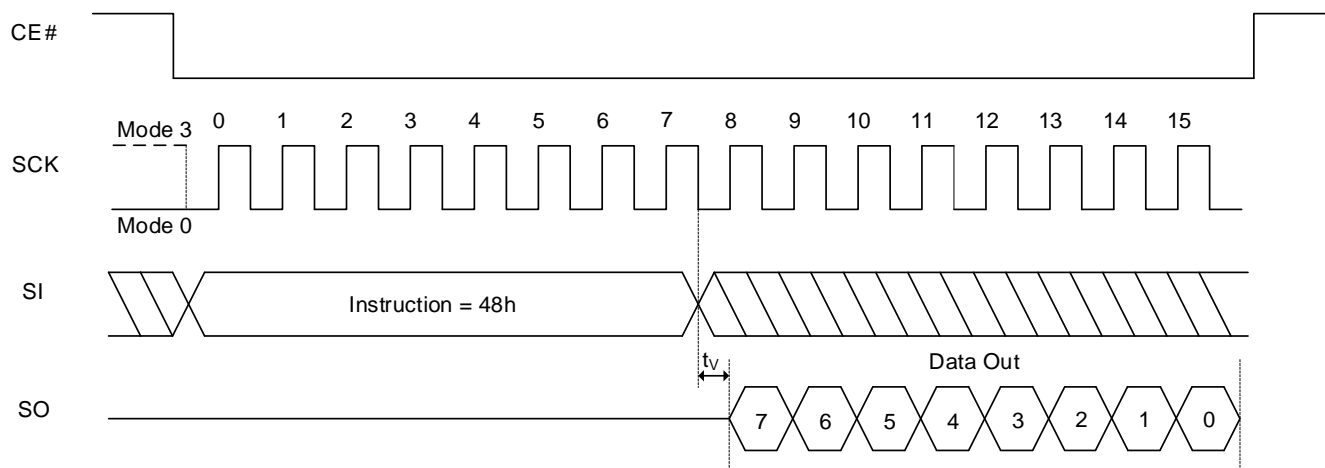 CE#
Mode 3 0 1 2 3 4 5 6 7 8 9 10 11 12 13 14 15
SCK
Mode 0
SI Instruction = 48h
tV Data Out
SO 7 6 5 4 3 2 1 0